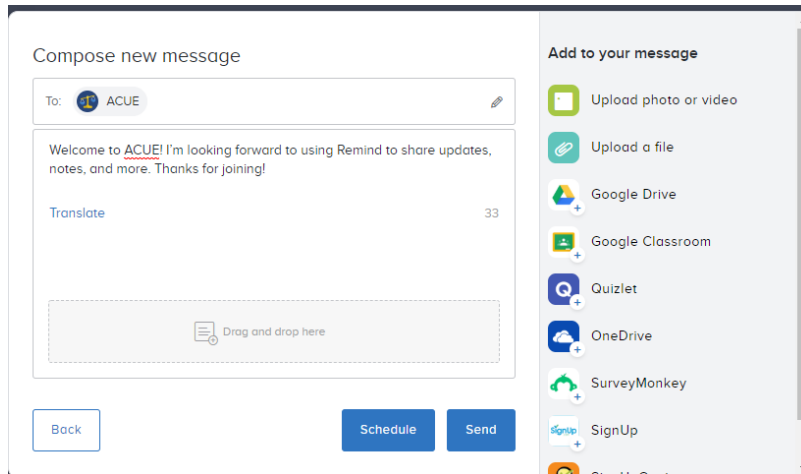 Compose new message
To: ACUE
Welcome to ACUE! I'm looking forward to using Remind to share updates,
notes, and more. Thanks for joining!
Translate
33
Drag and drop here
Back
Schedule
Send
Add to your message
Upload photo or video
Upload a file
Google Drive
Google Classroom
Quizlet
OneDrive
SurveyMonkey
SignUp
SignUp